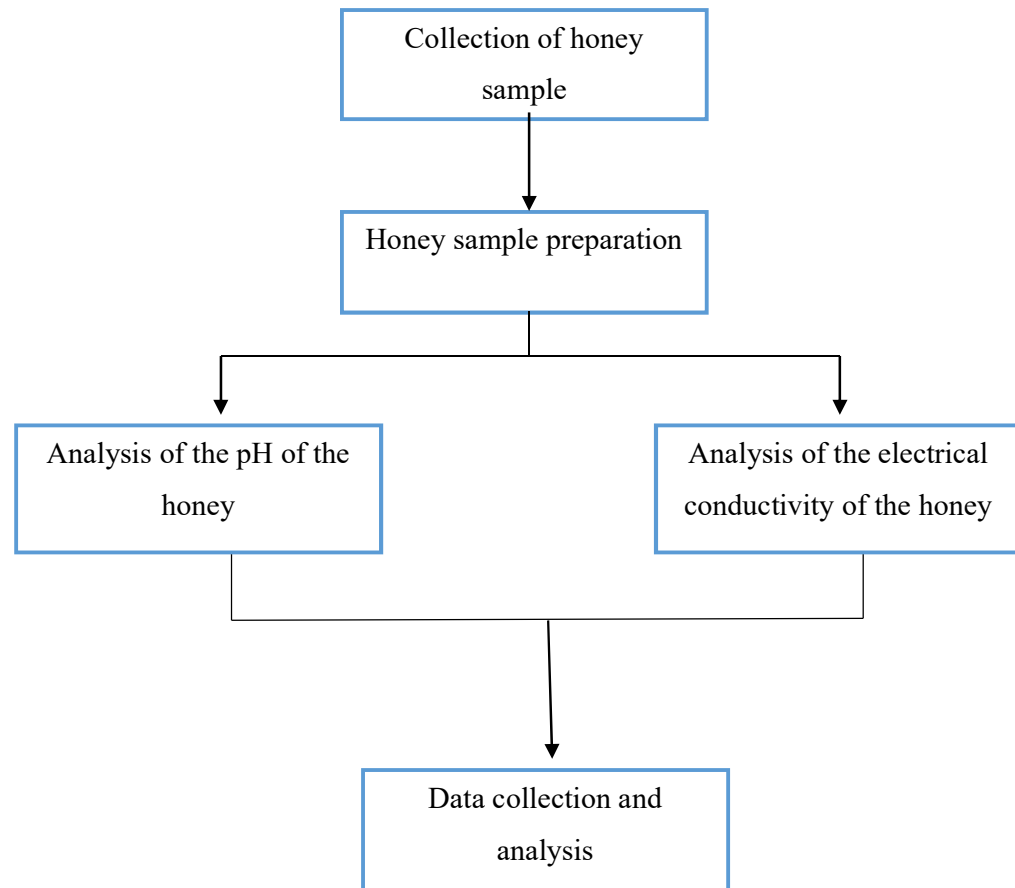 Collection of honey
sample
Honey sample preparation
Analysis of the pH of the
honey
Analysis of the electrical
conductivity of the honey
Data collection and
analysis